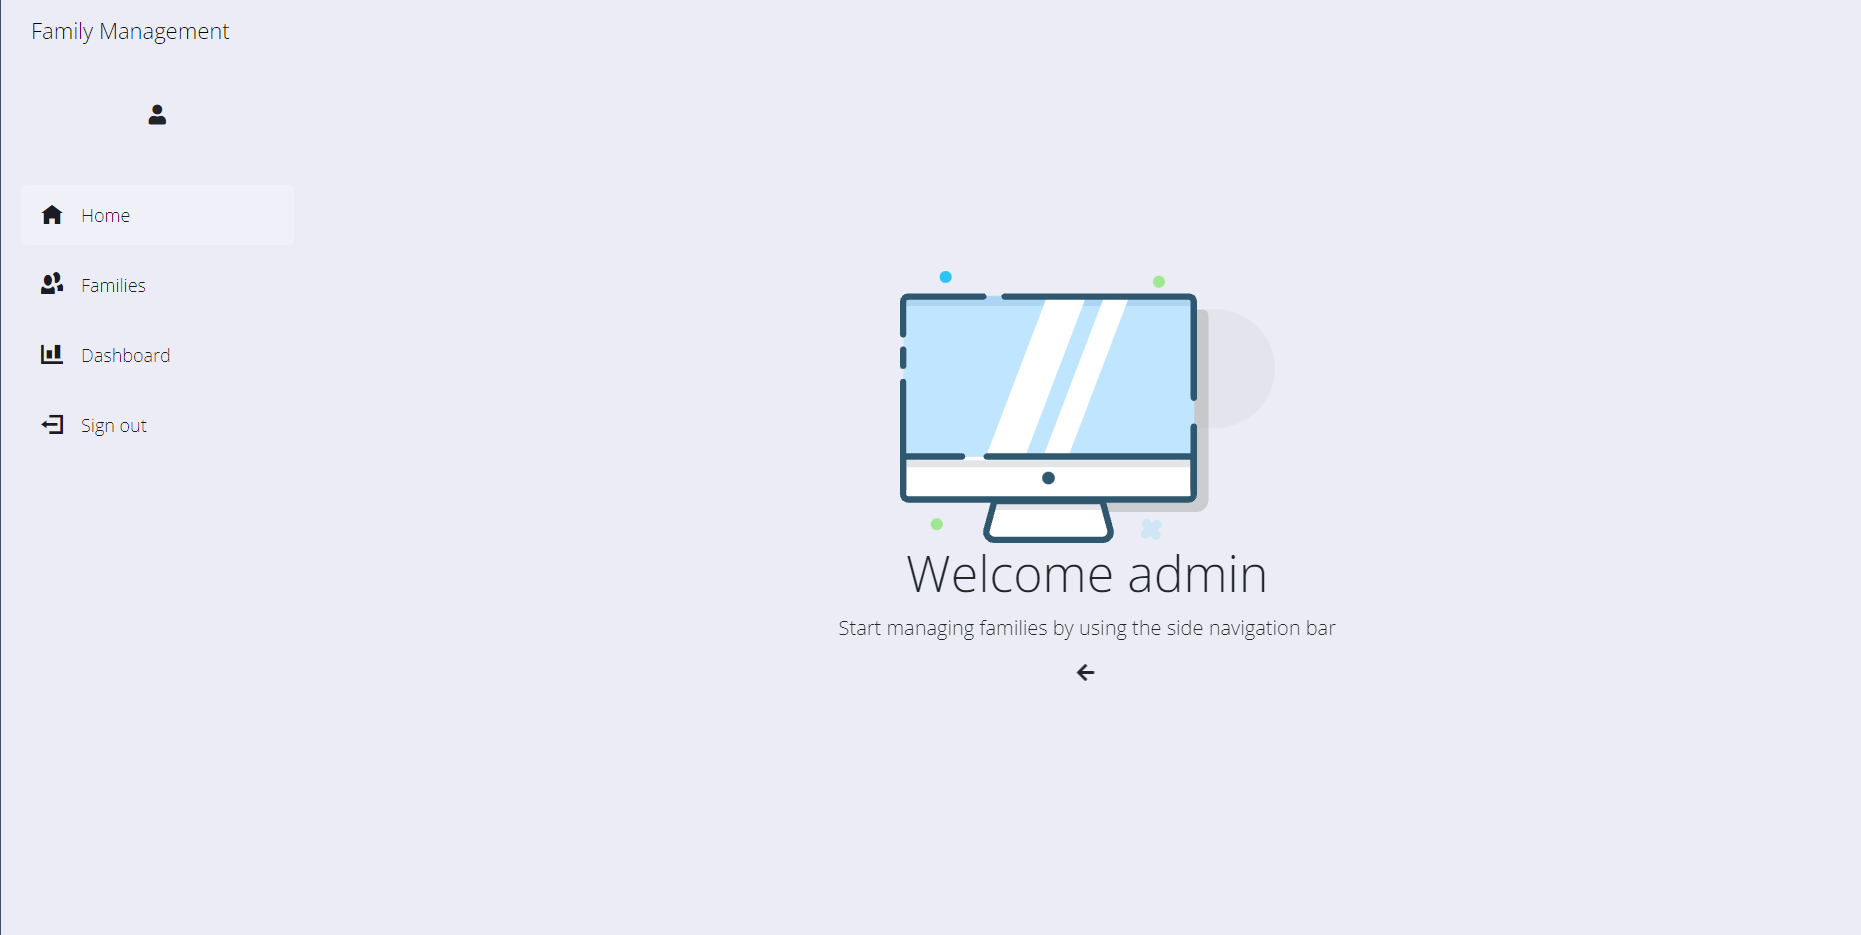 Family Management
Home
Families
Dashboard
Sign out
Welcome admin
Start managing families by using the side navigation bar